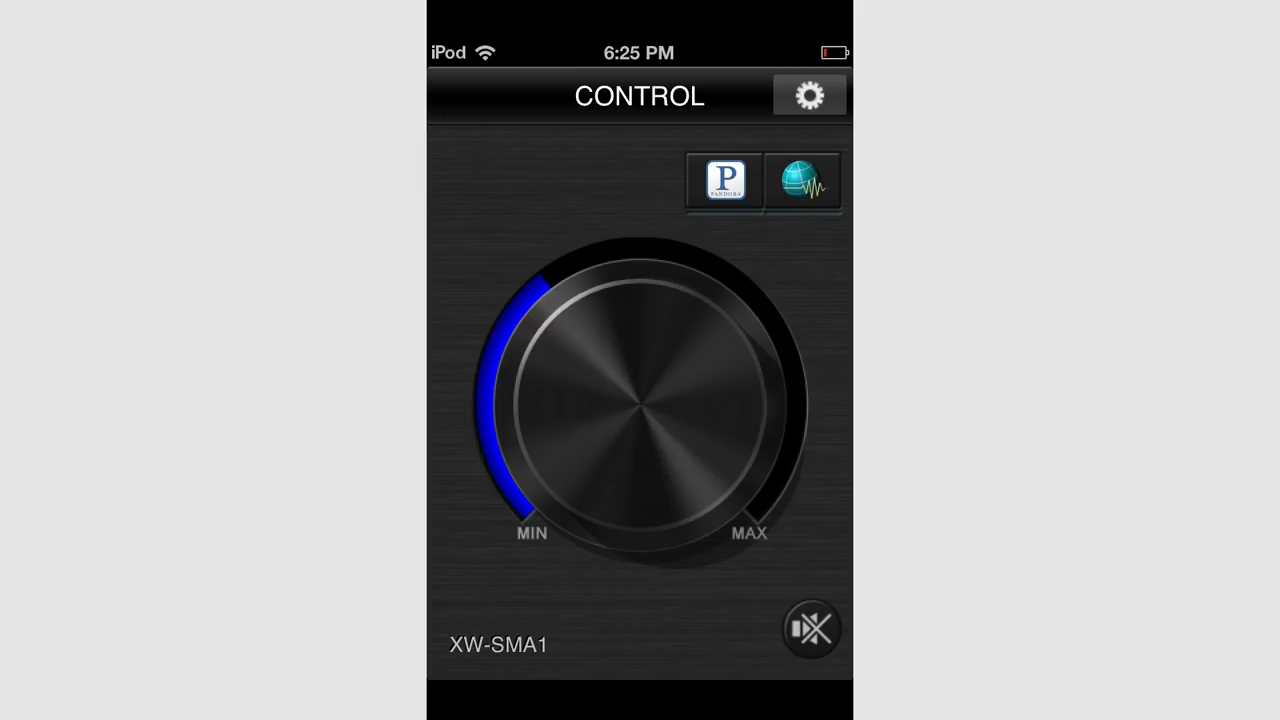 iPod 6:25 PM
CONTROL
P
PANDORA
MIN MAX
XW-SMA1